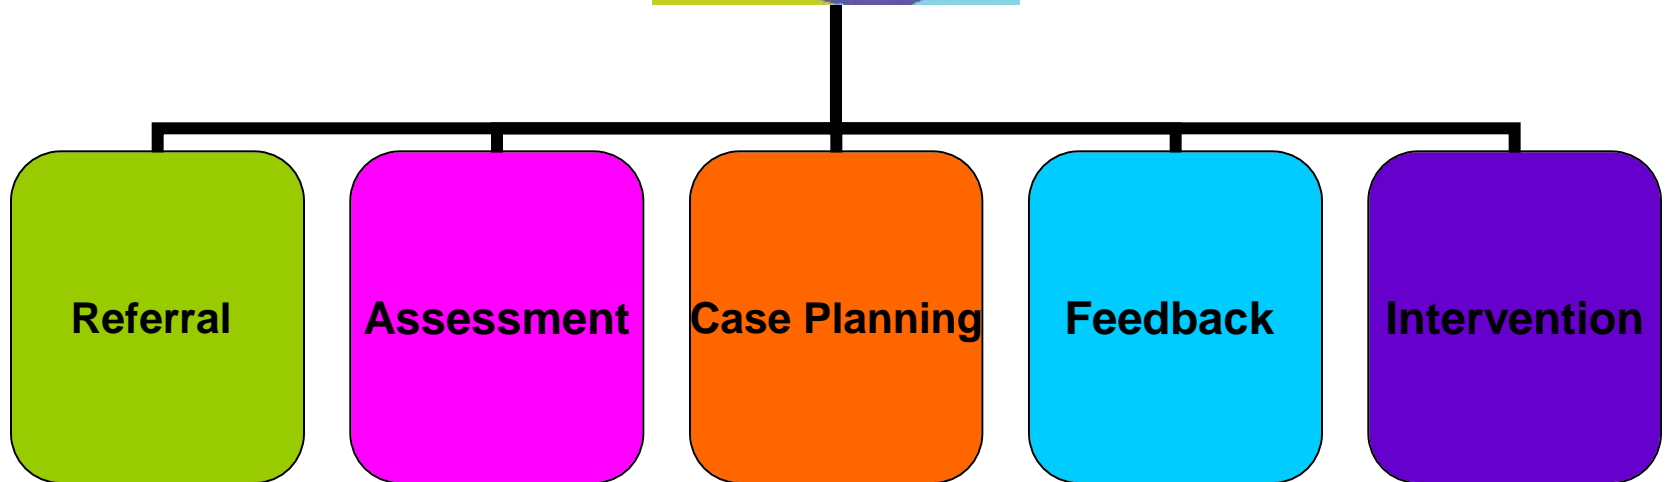 Referral
Assessment
Case Planning
Feedback
Intervention